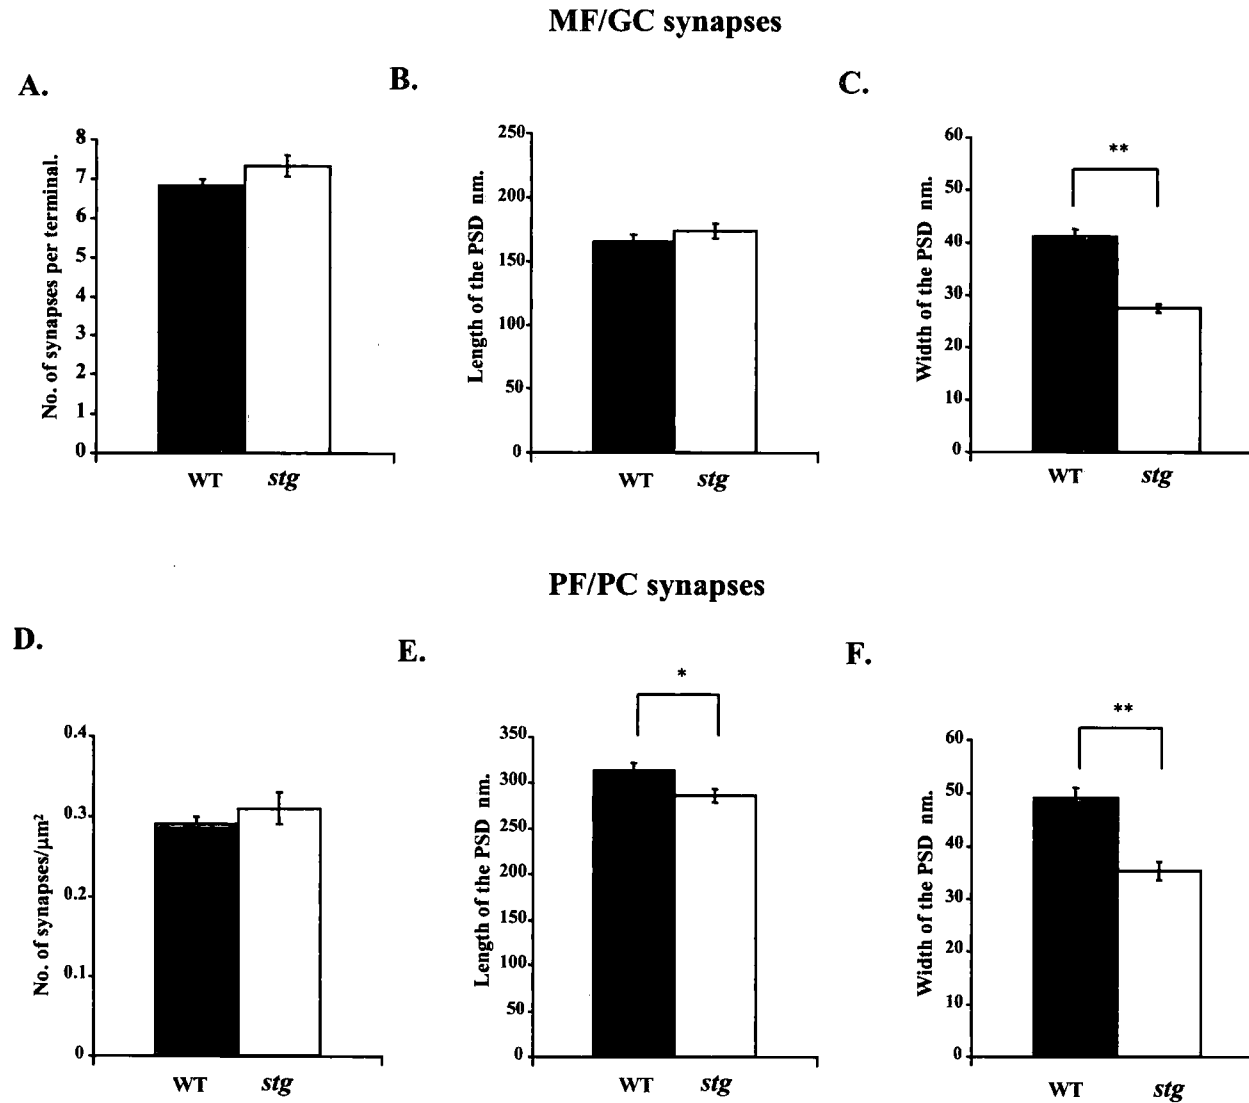 MF/GC synapses
A.
B.
C.
No. of synapses per terminal.
8
7
6
5
4
3
2
1
0
WT stg
Length of the PSD nm.
250
200
150
100
50
0
WT stg
Width of the PSD nm.
60
50
40
30
20
10
0
**
WT stg
PF/PC synapses
D.
E.
F.
No. of synapses/µm²
0.4
0.3
0.2
0.1
0
WT stg
Length of the PSD nm.
350
300
250
200
150
100
50
0
*
WT stg
Width of the PSD nm.
60
50
40
30
20
10
0
**
WT stg